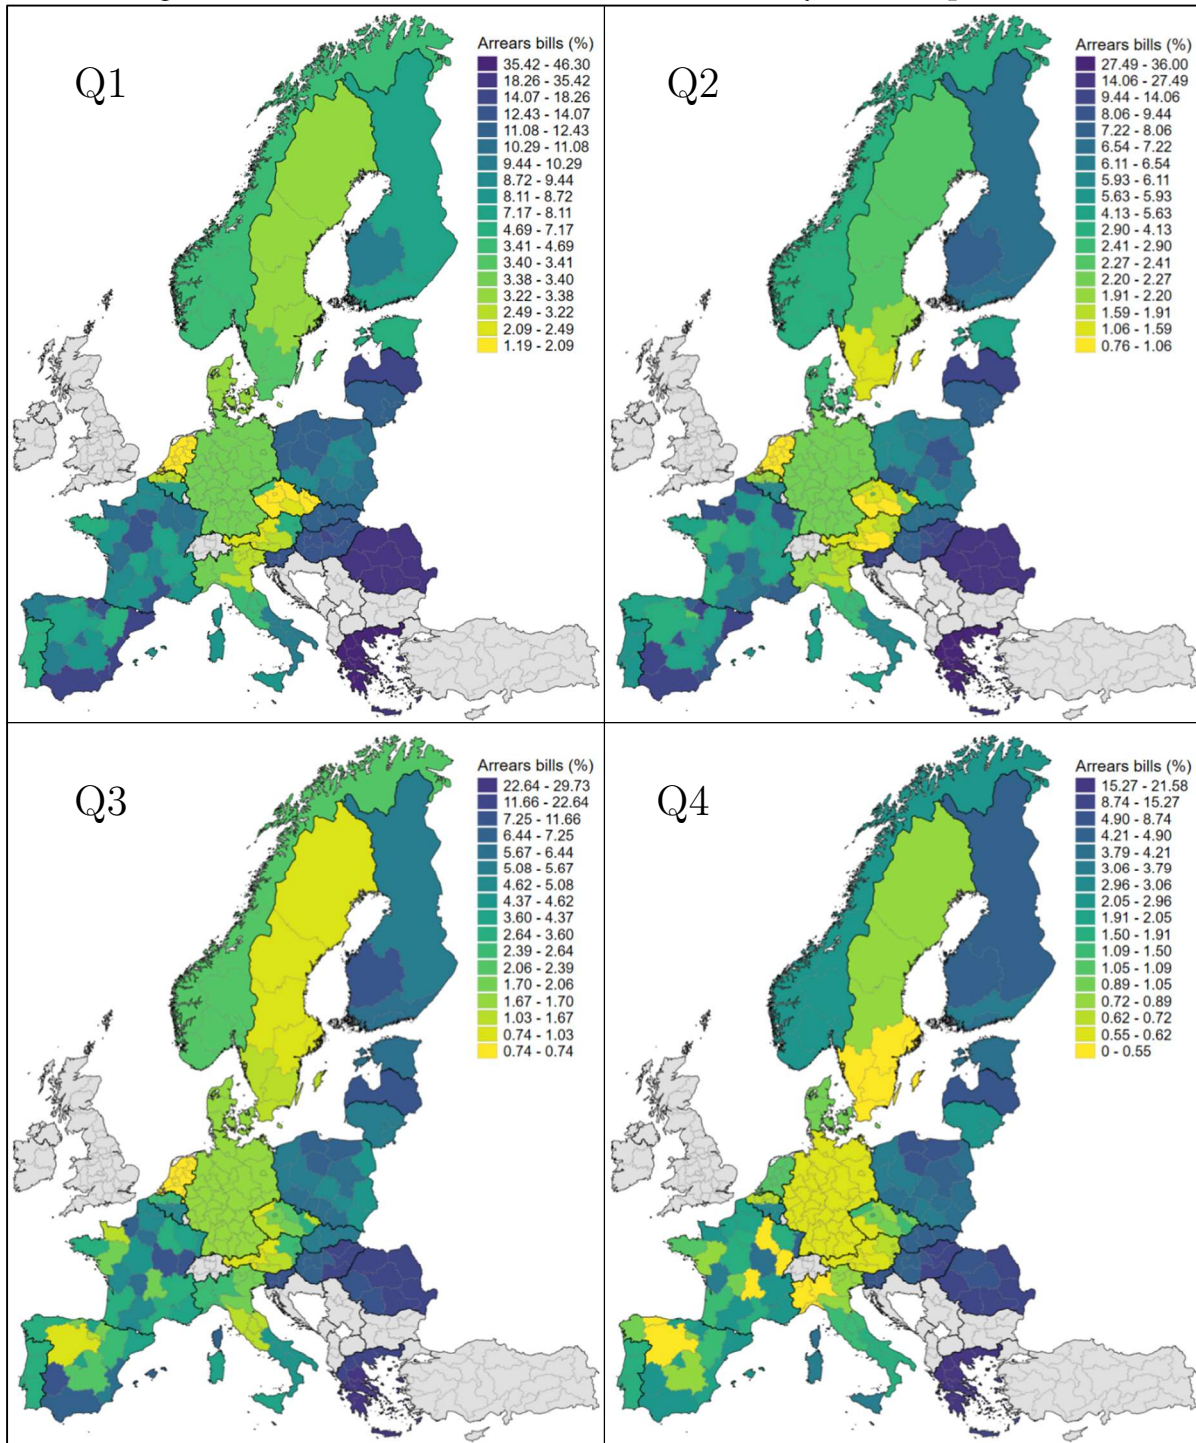 Q1
Arrears bills (%)
35.42 - 46.30
18.26 - 35.42
14.07 - 18.26
12.43 - 14.07
11.08 - 12.43
10.29 - 11.08
9.44 - 10.29
8.72 - 9.44
8.11 - 8.72
7.17 - 8.11
4.69 - 7.17
3.41 - 4.69
3.40 - 3.41
3.38 - 3.40
3.22 - 3.38
2.49 - 3.22
2.09 - 2.49
1.19 - 2.09
Q2
Arrears bills (%)
27.49 - 36.00
14.06 - 27.49
9.44 - 14.06
8.06 - 9.44
7.22 - 8.06
6.54 - 7.22
6.11 - 6.54
5.93 - 6.11
5.63 - 5.93
4.13 - 5.63
2.90 - 4.13
2.41 - 2.90
2.27 - 2.41
2.20 - 2.27
1.91 - 2.20
1.59 - 1.91
1.06 - 1.59
0.76 - 1.06
Q3
Arrears bills (%)
22.64 - 29.73
11.66 - 22.64
7.25 - 11.66
6.44 - 7.25
5.67 - 6.44
5.08 - 5.67
4.62 - 5.08
4.37 - 4.62
3.60 - 4.37
2.64 - 3.60
2.39 - 2.64
2.06 - 2.39
1.70 - 2.06
1.67 - 1.70
1.03 - 1.67
0.74 - 1.03
0.74 - 0.74
Q4
Arrears bills (%)
15.27 - 21.58
8.74 - 15.27
4.90 - 8.74
4.21 - 4.90
3.79 - 4.21
3.06 - 3.79
2.96 - 3.06
2.05 - 2.96
1.91 - 2.05
1.50 - 1.91
1.09 - 1.50
1.05 - 1.09
0.89 - 1.05
0.72 - 0.89
0.62 - 0.72
0.55 - 0.62
0 - 0.55